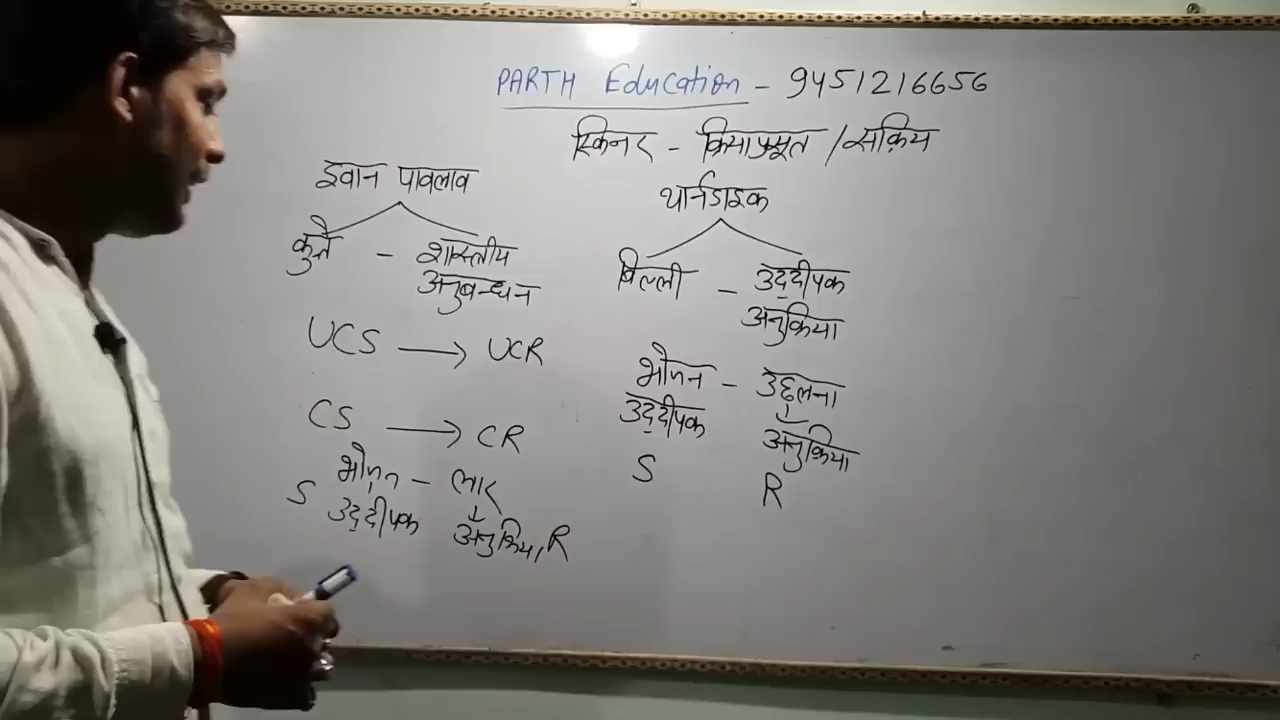 PARTH Education - 9451216656
स्किनर - क्रियाप्रसूत / सक्रिय
इवान पावलाव
कुत्ते - शास्त्रीय
अनुबन्धन
UCS → UCR
CS → CR
भोजन - लार
S उद्दीपक ↓ अनुक्रिया, R
थार्नडाइक
बिल्ली - उद्दीपक
अनुक्रिया
भोजन - उछलना
उद्दीपक ↓ अनुक्रिया
S R